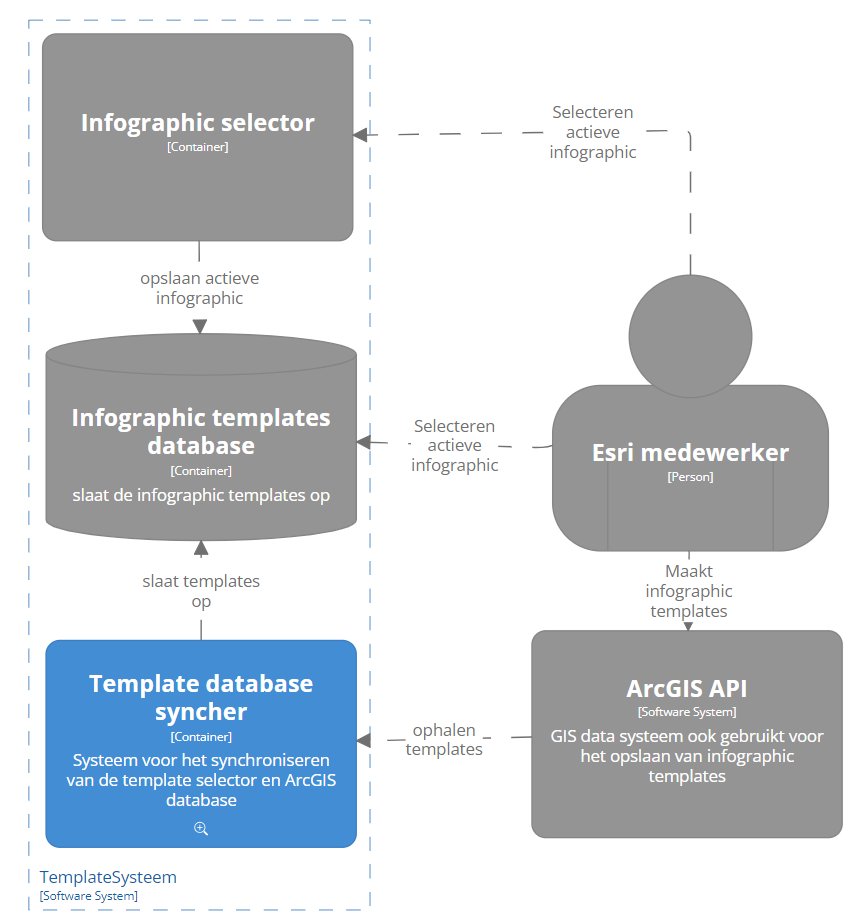 Infographic selector
[Container]
Selecteren
actieve
infographic
opslaan actieve
infographic
Infographic templates
database
[Container]
slaat de infographic templates op
Selecteren
actieve
infographic
Esri medewerker
[Person]
slaat templates
op
Maakt
infographic
templates
Template database
syncher
[Container]
Systeem voor het synchroniseren
van de template selector en ArcGIS
database
ophalen
templates
ArcGIS API
[Software System]
GIS data systeem ook gebruikt voor
het opslaan van infographic
templates
TemplateSysteem
[Software System]